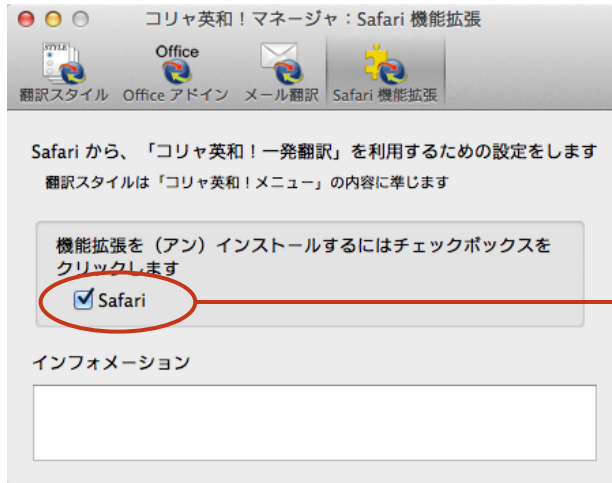 コリャ英和！マネージャ：Safari 機能拡張
STYLE
Office
翻訳スタイル Office アドイン メール翻訳 Safari 機能拡張
Safari から、「コリャ英和！一発翻訳」を利用するための設定をします
翻訳スタイルは「コリャ英和！メニュー」の内容に準じます
機能拡張を（アン）インストールするにはチェックボックスを
クリックします
Safari
インフォメーション